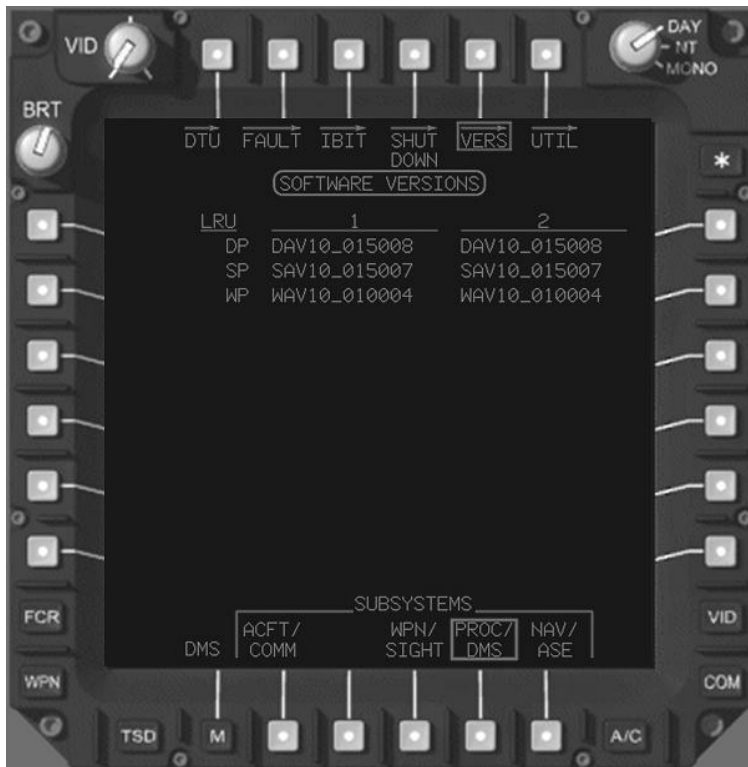 VID
DAY
NT
MONO
BRT
DTU FAULT IBIT SHUT DOWN VERS UTIL
*
SOFTWARE VERSIONS
LRU 1 2
DP DAV10_015008 DAV10_015008
SP SAV10_015007 SAV10_015007
WP WAV10_010004 WAV10_010004
SUBSYSTEMS
DMS ACFT/ COMM WPN/ SIGHT PROC/ DMS NAV/ ASE
FCR VID
WPN COM
TSD M A/C